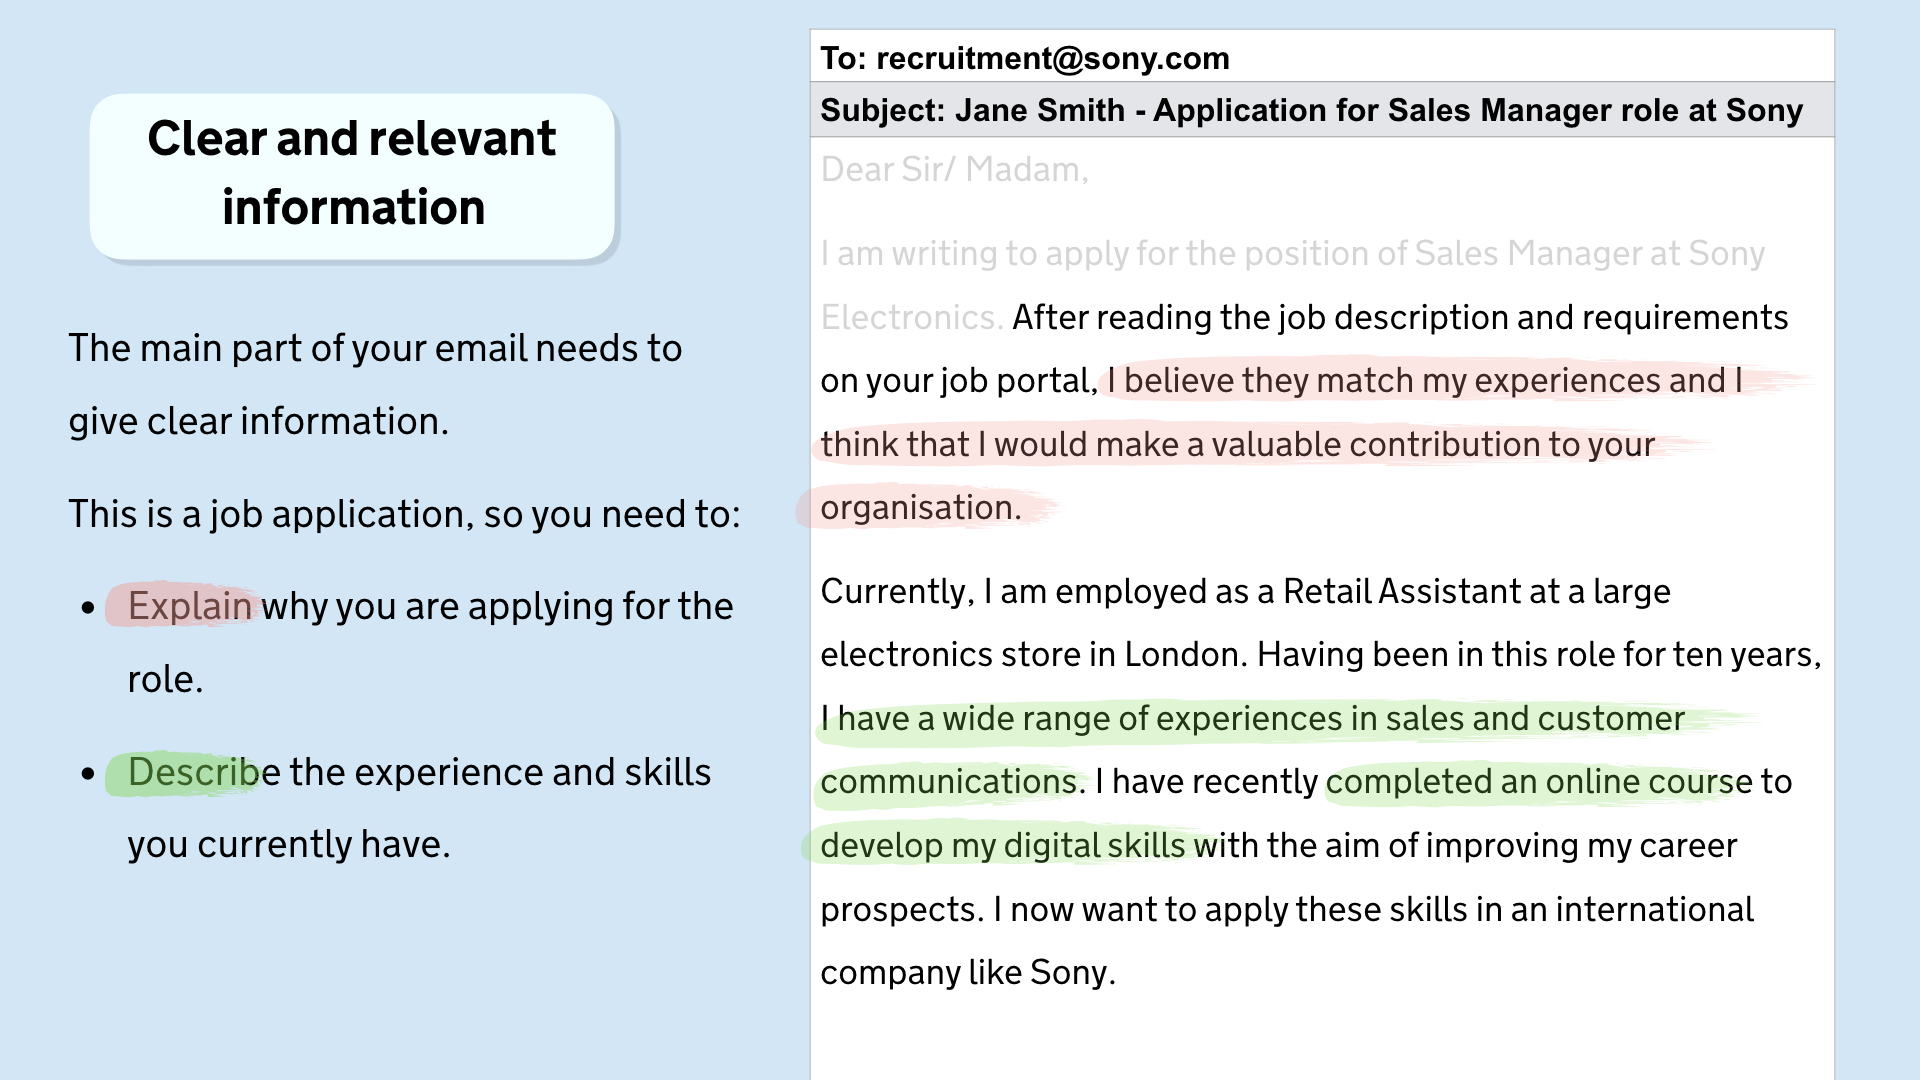 Clear and relevant
information
The main part of your email needs to
give clear information.
This is a job application, so you need to:
• Explain why you are applying for the
role.
• Describe the experience and skills
you currently have.
To: recruitment@sony.com
Subject: Jane Smith - Application for Sales Manager role at Sony
Dear Sir/ Madam,
I am writing to apply for the position of Sales Manager at Sony
Electronics. After reading the job description and requirements
on your job portal, I believe they match my experiences and I
think that I would make a valuable contribution to your
organisation.
Currently, I am employed as a Retail Assistant at a large
electronics store in London. Having been in this role for ten years,
I have a wide range of experiences in sales and customer
communications. I have recently completed an online course to
develop my digital skills with the aim of improving my career
prospects. I now want to apply these skills in an international
company like Sony.